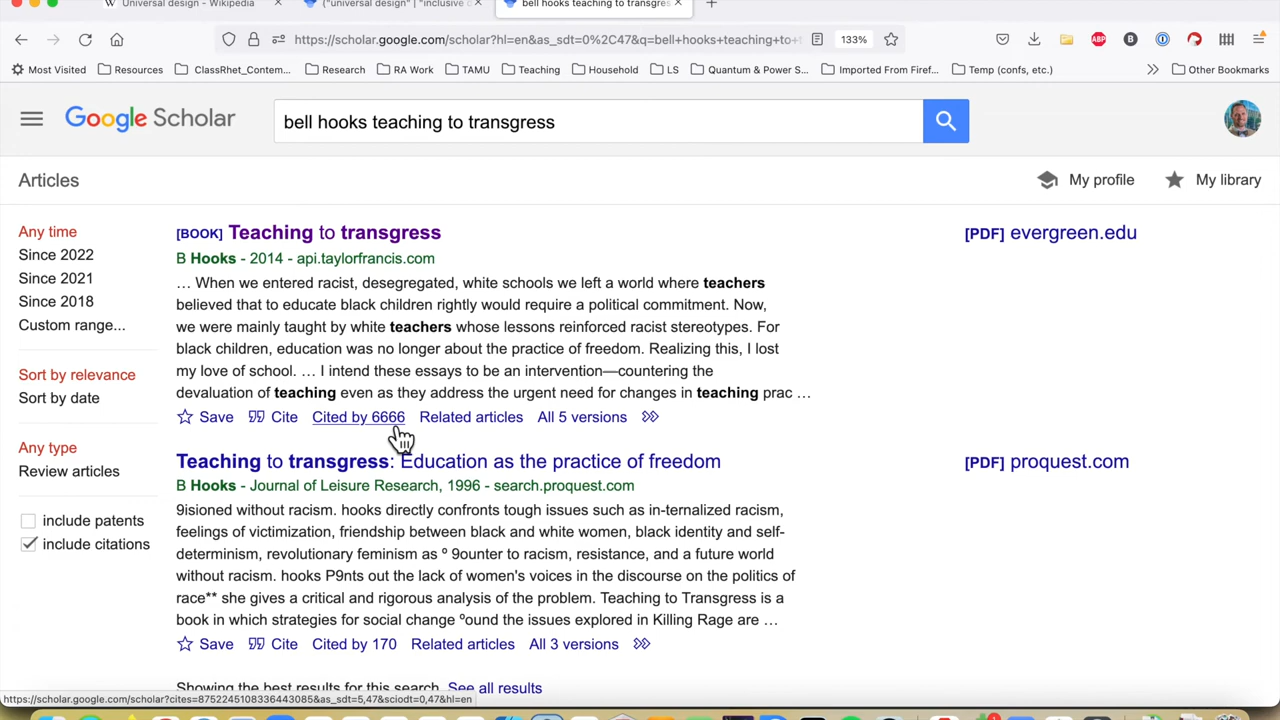 Universal design - Wikipedia
("universal design" | "inclusive
bell hooks teaching to transgres
https://scholar.google.com/scholar?hl=en&as_sdt=0%2C47&q=bell+hooks+teaching+to+
133%
Most Visited
Resources
ClassRhet_Contem...
Research
RA Work
TAMU
Teaching
Household
LS
Quantum & Power S...
Imported From Firef...
Temp (confs, etc.)
Other Bookmarks
Google Scholar
bell hooks teaching to transgress
Articles
My profile
My library
Any time
Since 2022
Since 2021
Since 2018
Custom range...
Sort by relevance
Sort by date
Any type
Review articles
include patents
include citations
[BOOK] Teaching to transgress
B Hooks - 2014 - api.taylorfrancis.com
… When we entered racist, desegregated, white schools we left a world where teachers
believed that to educate black children rightly would require a political commitment. Now,
we were mainly taught by white teachers whose lessons reinforced racist stereotypes. For
black children, education was no longer about the practice of freedom. Realizing this, I lost
my love of school. … I intend these essays to be an intervention—countering the
devaluation of teaching even as they address the urgent need for changes in teaching prac …
Save Cite Cited by 6666 Related articles All 5 versions
[PDF] evergreen.edu
Teaching to transgress: Education as the practice of freedom
B Hooks - Journal of Leisure Research, 1996 - search.proquest.com
9isioned without racism. hooks directly confronts tough issues such as in-ternalized racism,
feelings of victimization, friendship between black and white women, black identity and self-
determinism, revolutionary feminism as º 9ounter to racism, resistance, and a future world
without racism. hooks P9nts out the lack of women's voices in the discourse on the politics of
race** she gives a critical and rigorous analysis of the problem. Teaching to Transgress is a
book in which strategies for social change ºound the issues explored in Killing Rage are …
Save Cite Cited by 170 Related articles All 3 versions
[PDF] proquest.com
Showing the best results for this search. See all results
https://scholar.google.com/scholar?cites=8752245108336443085&as_sdt=5,47&sciodt=0,47&hl=en